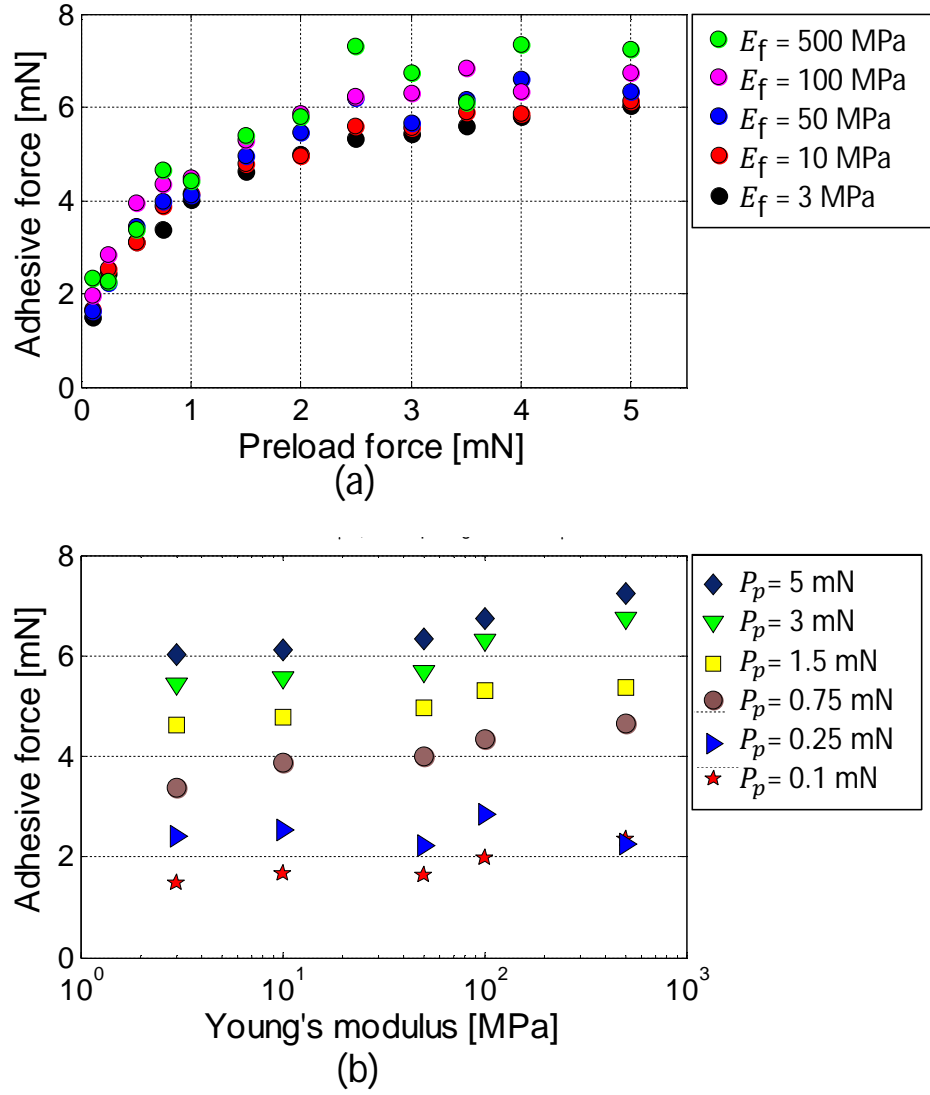 8
6
4
2
0
Adhesive force [mN]
0 1 2 3 4 5
Preload force [mN]
(a)
E_f = 500 MPa
E_f = 100 MPa
E_f = 50 MPa
E_f = 10 MPa
E_f = 3 MPa
8
6
4
2
0
Adhesive force [mN]
10^0 10^1 10^2 10^3
Young's modulus [MPa]
(b)
P_p = 5 mN
P_p = 3 mN
P_p = 1.5 mN
P_p = 0.75 mN
P_p = 0.25 mN
P_p = 0.1 mN